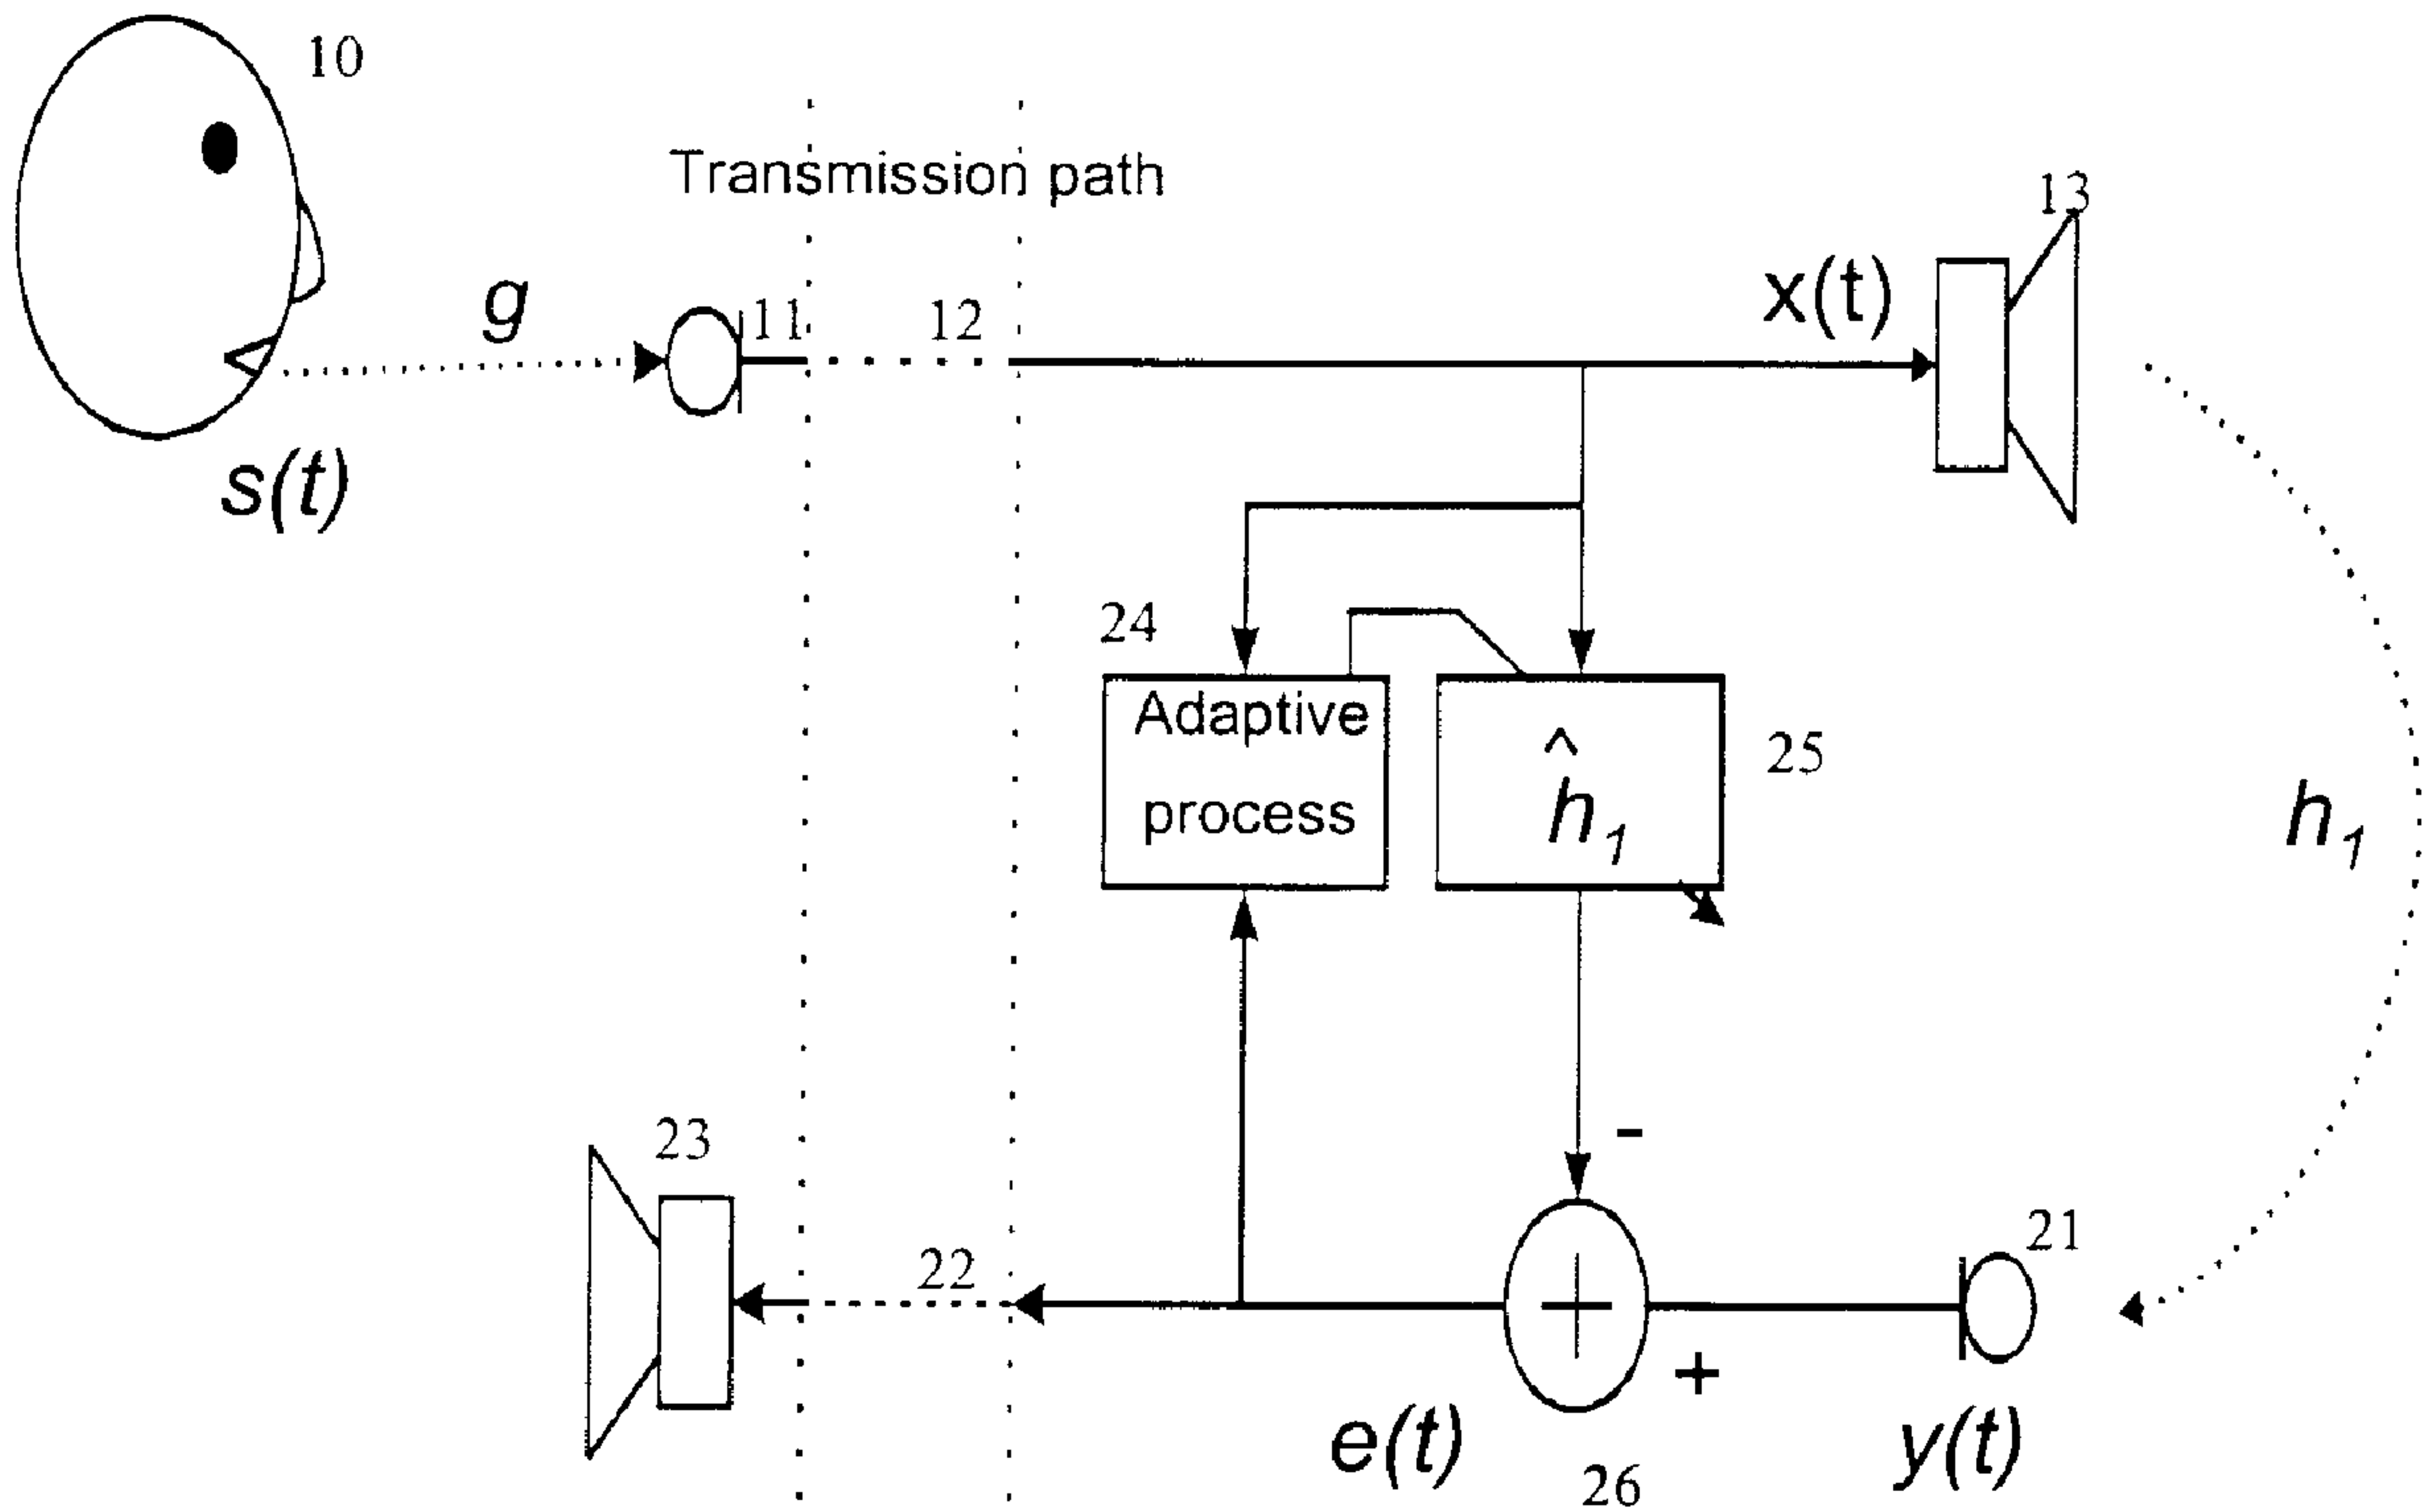 10
Transmission path
13
g
11
12
x(t)
s(t)
24
Adaptive
process
ĥ₁
25
h₁
-
23
22
21
+
+
e(t)
y(t)
26